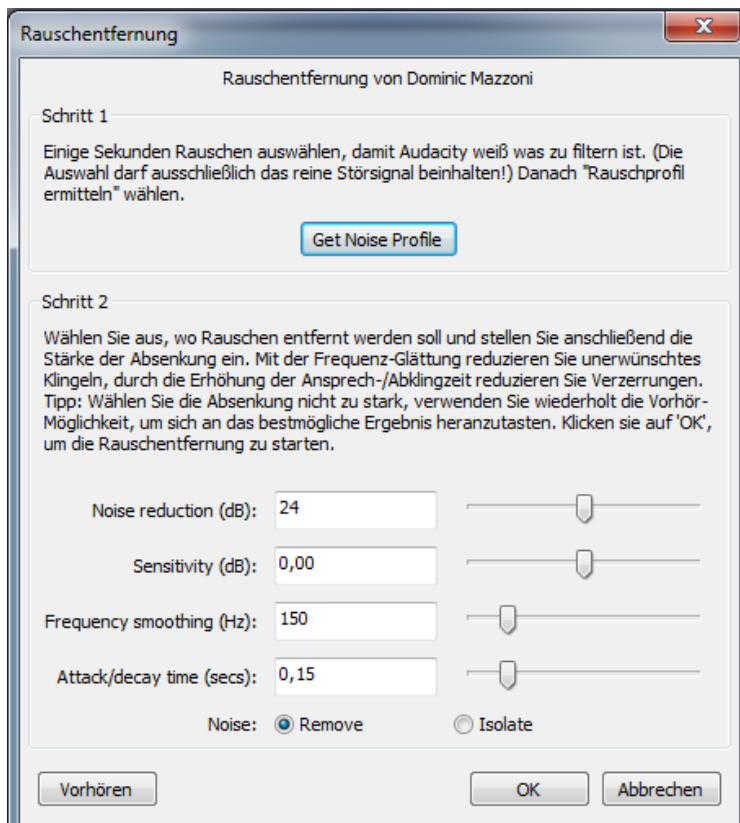 Rauschentfernung
Rauschentfernung von Dominic Mazzoni
Schritt 1
Einige Sekunden Rauschen auswählen, damit Audacity weiß was zu filtern ist. (Die
Auswahl darf ausschließlich das reine Störsignal beinhalten!) Danach "Rauschprofil
ermitteln" wählen.
Get Noise Profile
Schritt 2
Wählen Sie aus, wo Rauschen entfernt werden soll und stellen Sie anschließend die
Stärke der Absenkung ein. Mit der Frequenz-Glättung reduzieren Sie unerwünschtes
Klingeln, durch die Erhöhung der Ansprech-/Abklingzeit reduzieren Sie Verzerrungen.
Tipp: Wählen Sie die Absenkung nicht zu stark, verwenden Sie wiederholt die Vorhör-
Möglichkeit, um sich an das bestmögliche Ergebnis heranzutasten. Klicken sie auf 'OK',
um die Rauschentfernung zu starten.
Noise reduction (dB): 24
Sensitivity (dB): 0,00
Frequency smoothing (Hz): 150
Attack/decay time (secs): 0,15
Noise: Remove Isolate
Vorhören OK Abbrechen